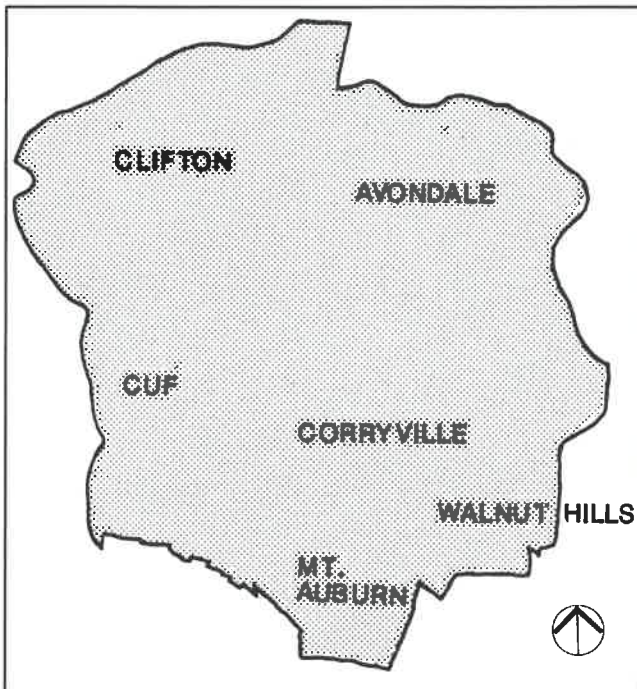 CLIFTON
AVONDALE
CUF
CORRYVILLE
WALNUT HILLS
MT.
AUBURN